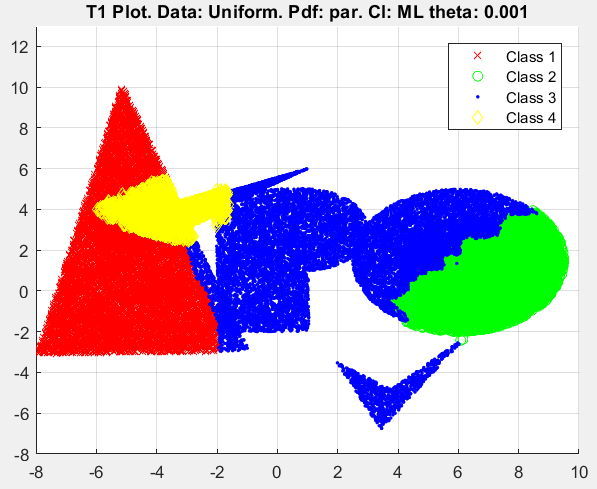 T1 Plot. Data: Uniform. Pdf: par. Cl: ML theta: 0.001
Class 1
Class 2
Class 3
Class 4
12
10
8
6
4
2
0
-2
-4
-6
-8
-8 -6 -4 -2 0 2 4 6 8 10